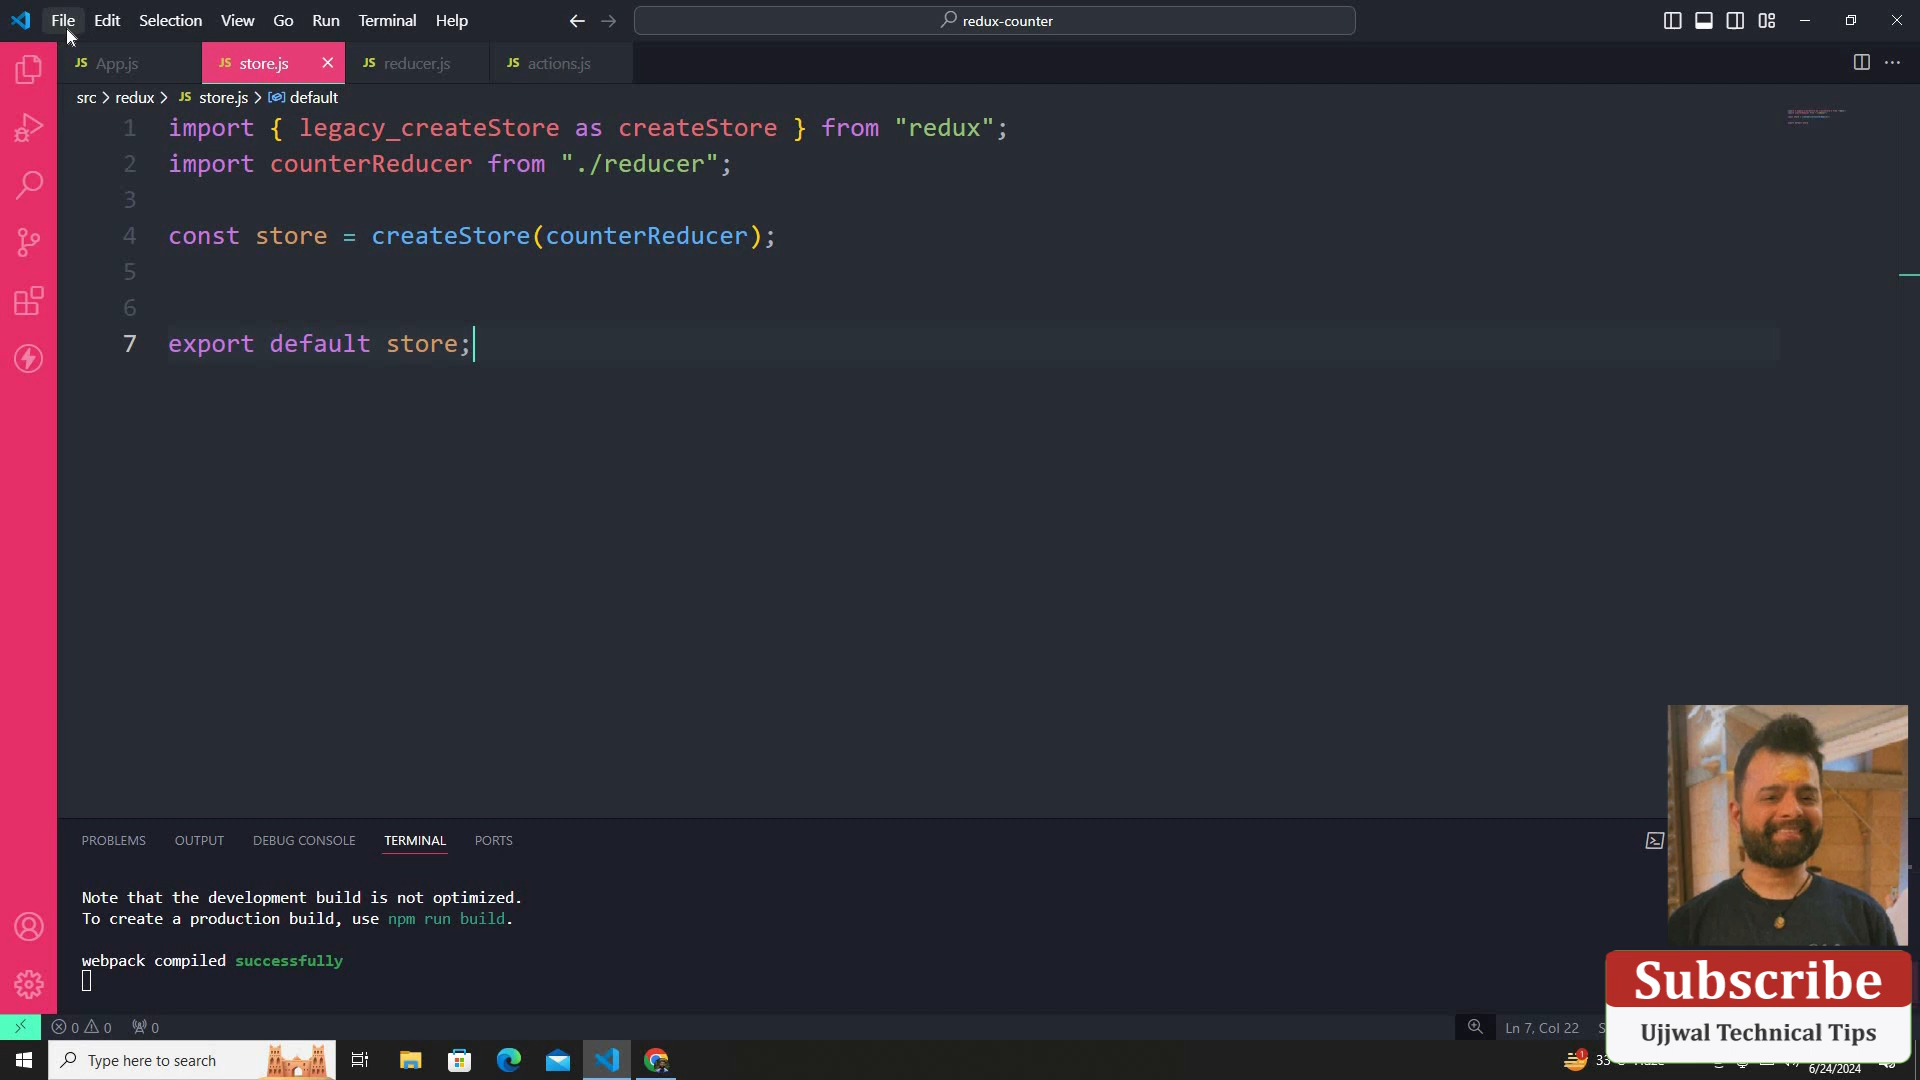 File Edit Selection View Go Run Terminal Help
redux-counter
JS App.js
JS store.js
JS reducer.js
JS actions.js
src > redux > JS store.js > default
1 import { legacy_createStore as createStore } from "redux";
2 import counterReducer from "./reducer";
3
4 const store = createStore(counterReducer);
5
6
7 export default store;
PROBLEMS OUTPUT DEBUG CONSOLE TERMINAL PORTS
Note that the development build is not optimized.
To create a production build, use npm run build.
webpack compiled successfully
Subscribe
Ujjwal Technical Tips
0 0 0
Ln 7, Col 22
Type here to search
1
6/24/2024